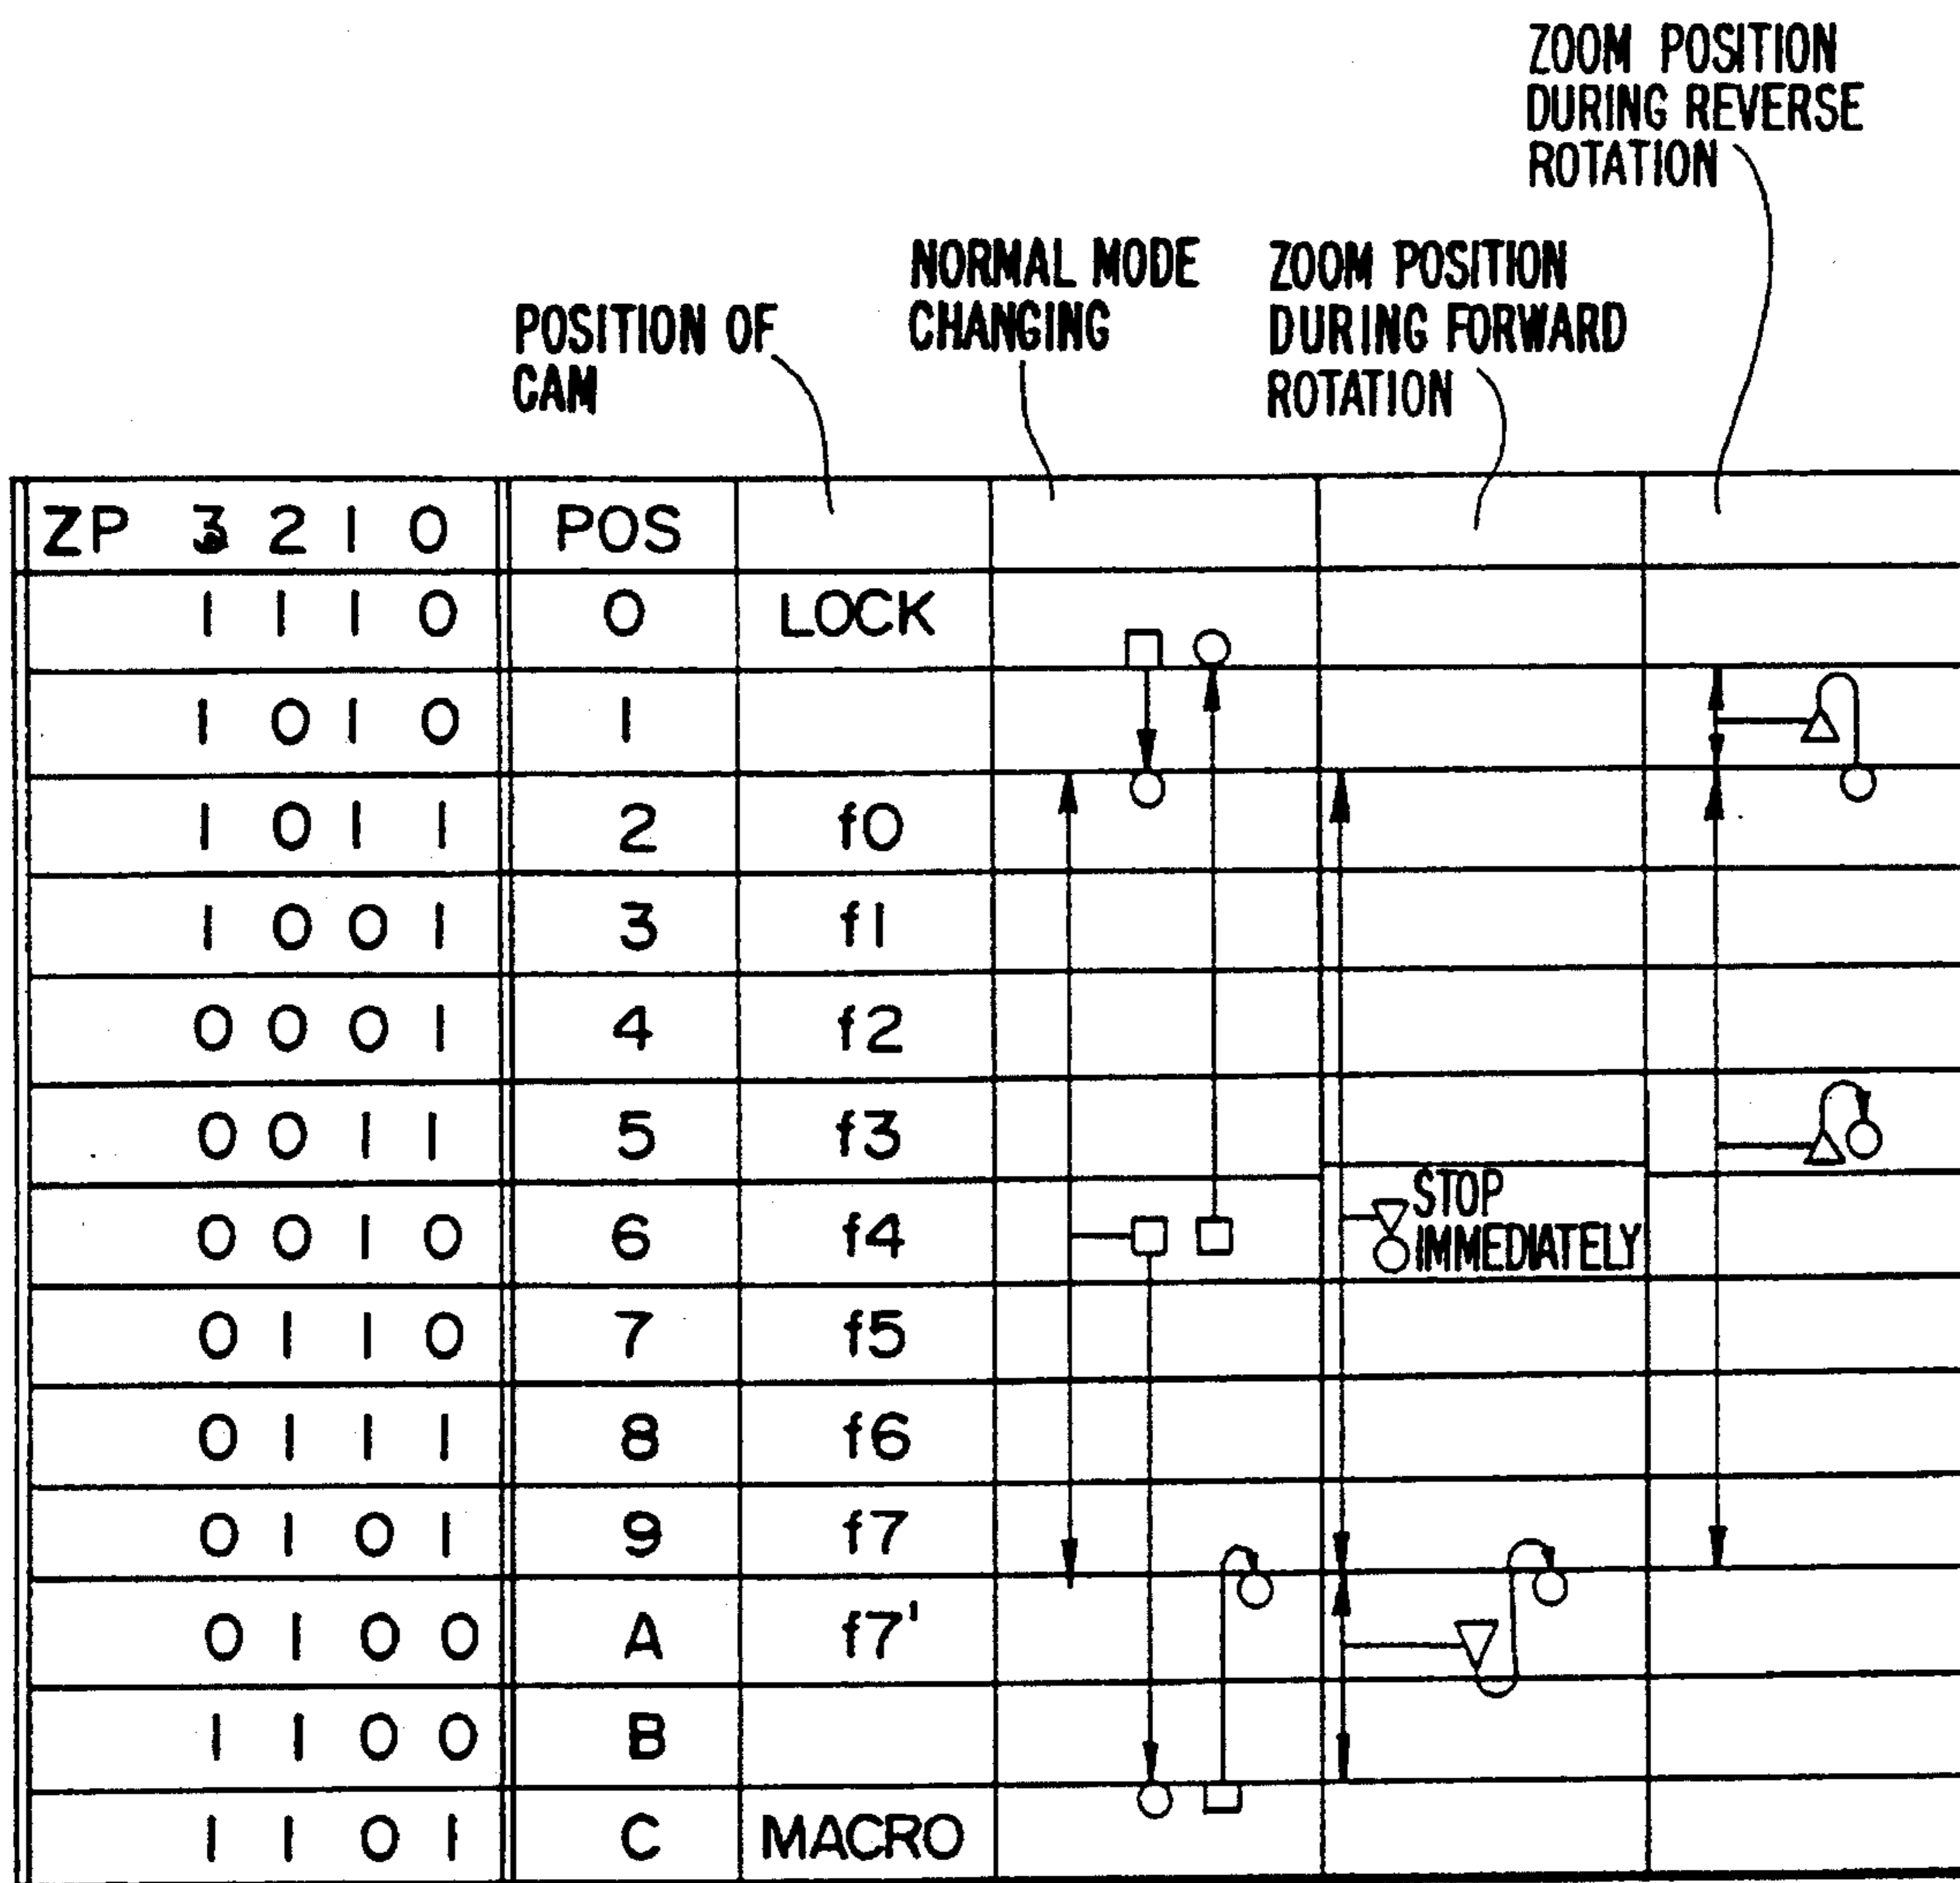 ZOOM POSITION
DURING REVERSE
ROTATION
NORMAL MODE
CHANGING
ZOOM POSITION
DURING FORWARD
ROTATION
POSITION OF
CAM
ZP 3 2 1 0 POS
1 1 1 0 0 LOCK
1 0 1 0 1
1 0 1 1 2 f0
1 0 0 1 3 f1
0 0 0 1 4 f2
0 0 1 1 5 f3
0 0 1 0 6 f4 STOP
IMMEDIATELY
0 1 1 0 7 f5
0 1 1 1 8 f6
0 1 0 1 9 f7
0 1 0 0 A f7'
1 1 0 0 B
1 1 0 1 C MACRO